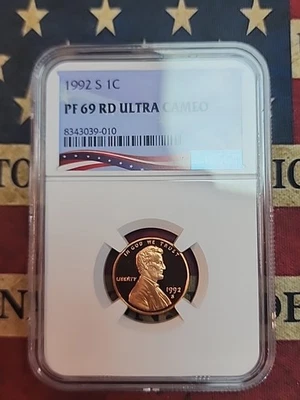 1992 S 1C
PF 69 RD ULTRA CAMEO
8343039-010
IN GOD WE TRUST
LIBERTY
1992
S